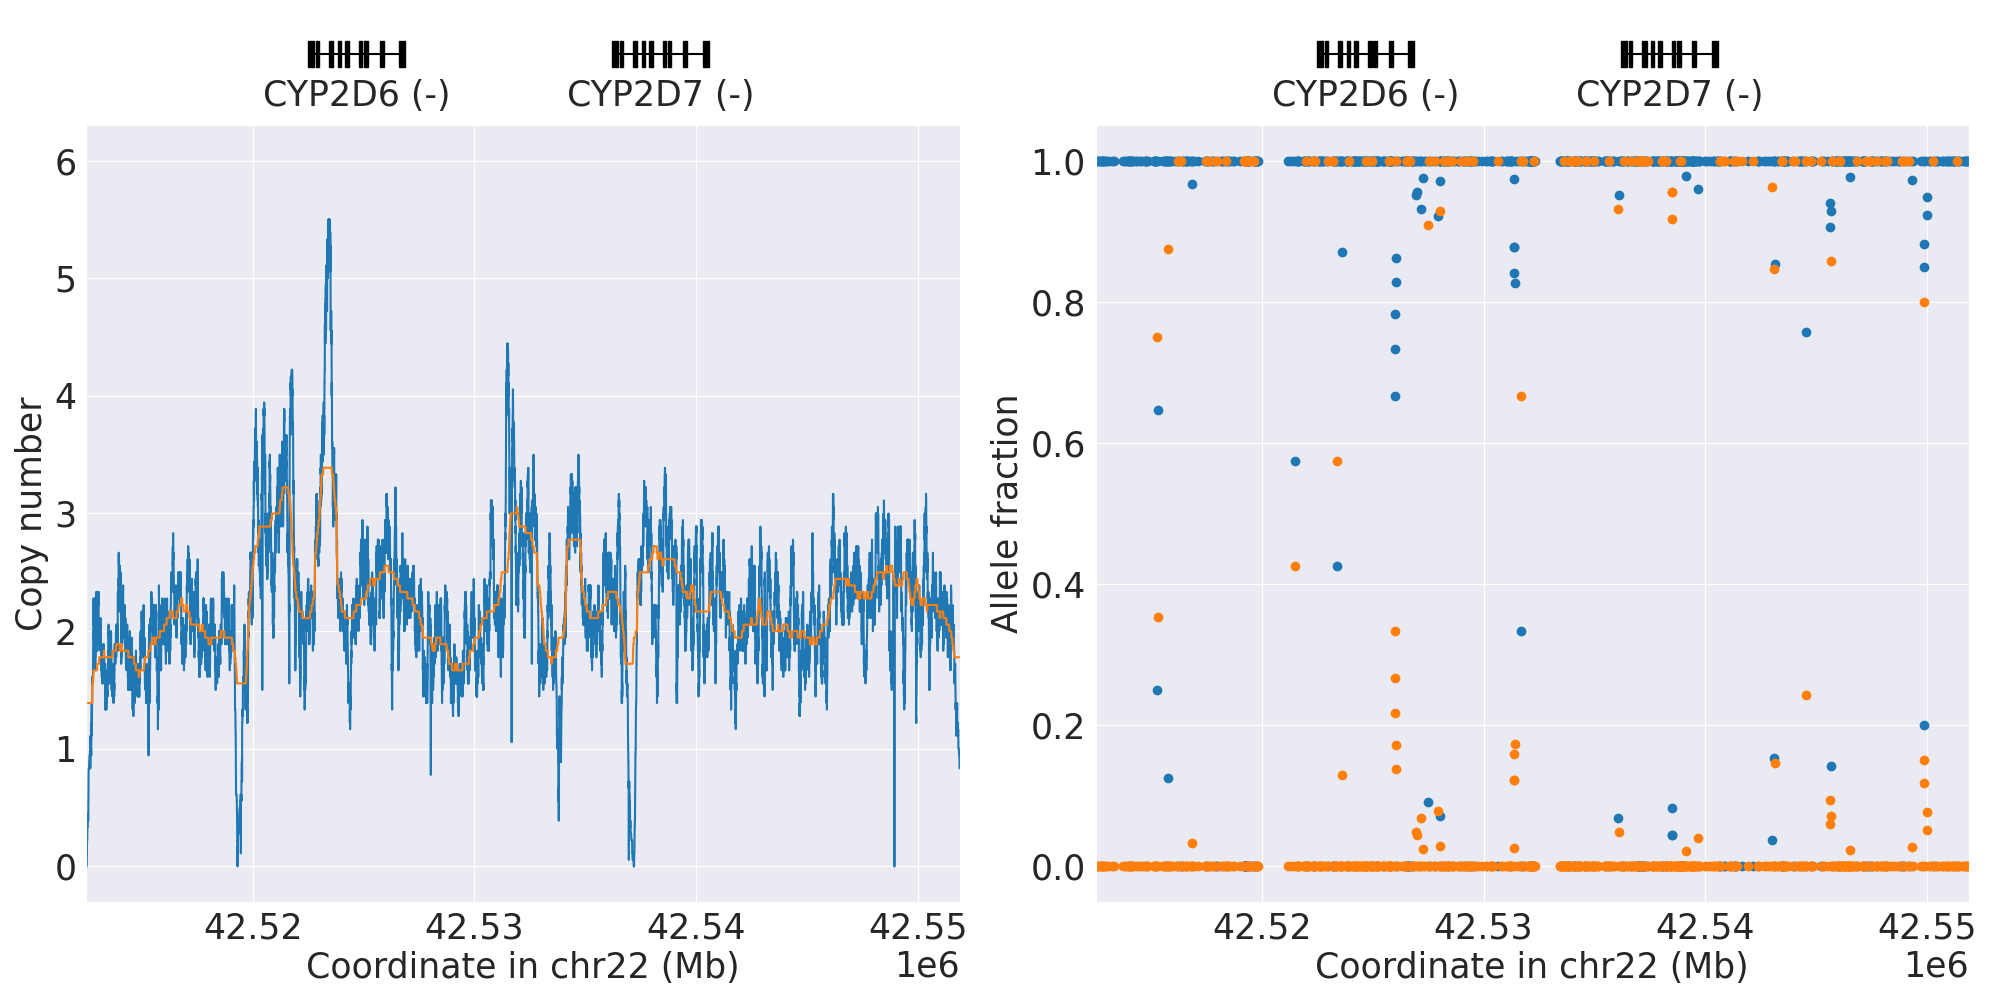 CYP2D6 (-) CYP2D7 (-)
6
5
4
3
2
1
0
Copy number
42.52 42.53 42.54 42.55
Coordinate in chr22 (Mb) 1e6
CYP2D6 (-) CYP2D7 (-)
1.0
0.8
0.6
0.4
0.2
0.0
Allele fraction
42.52 42.53 42.54 42.55
Coordinate in chr22 (Mb) 1e6